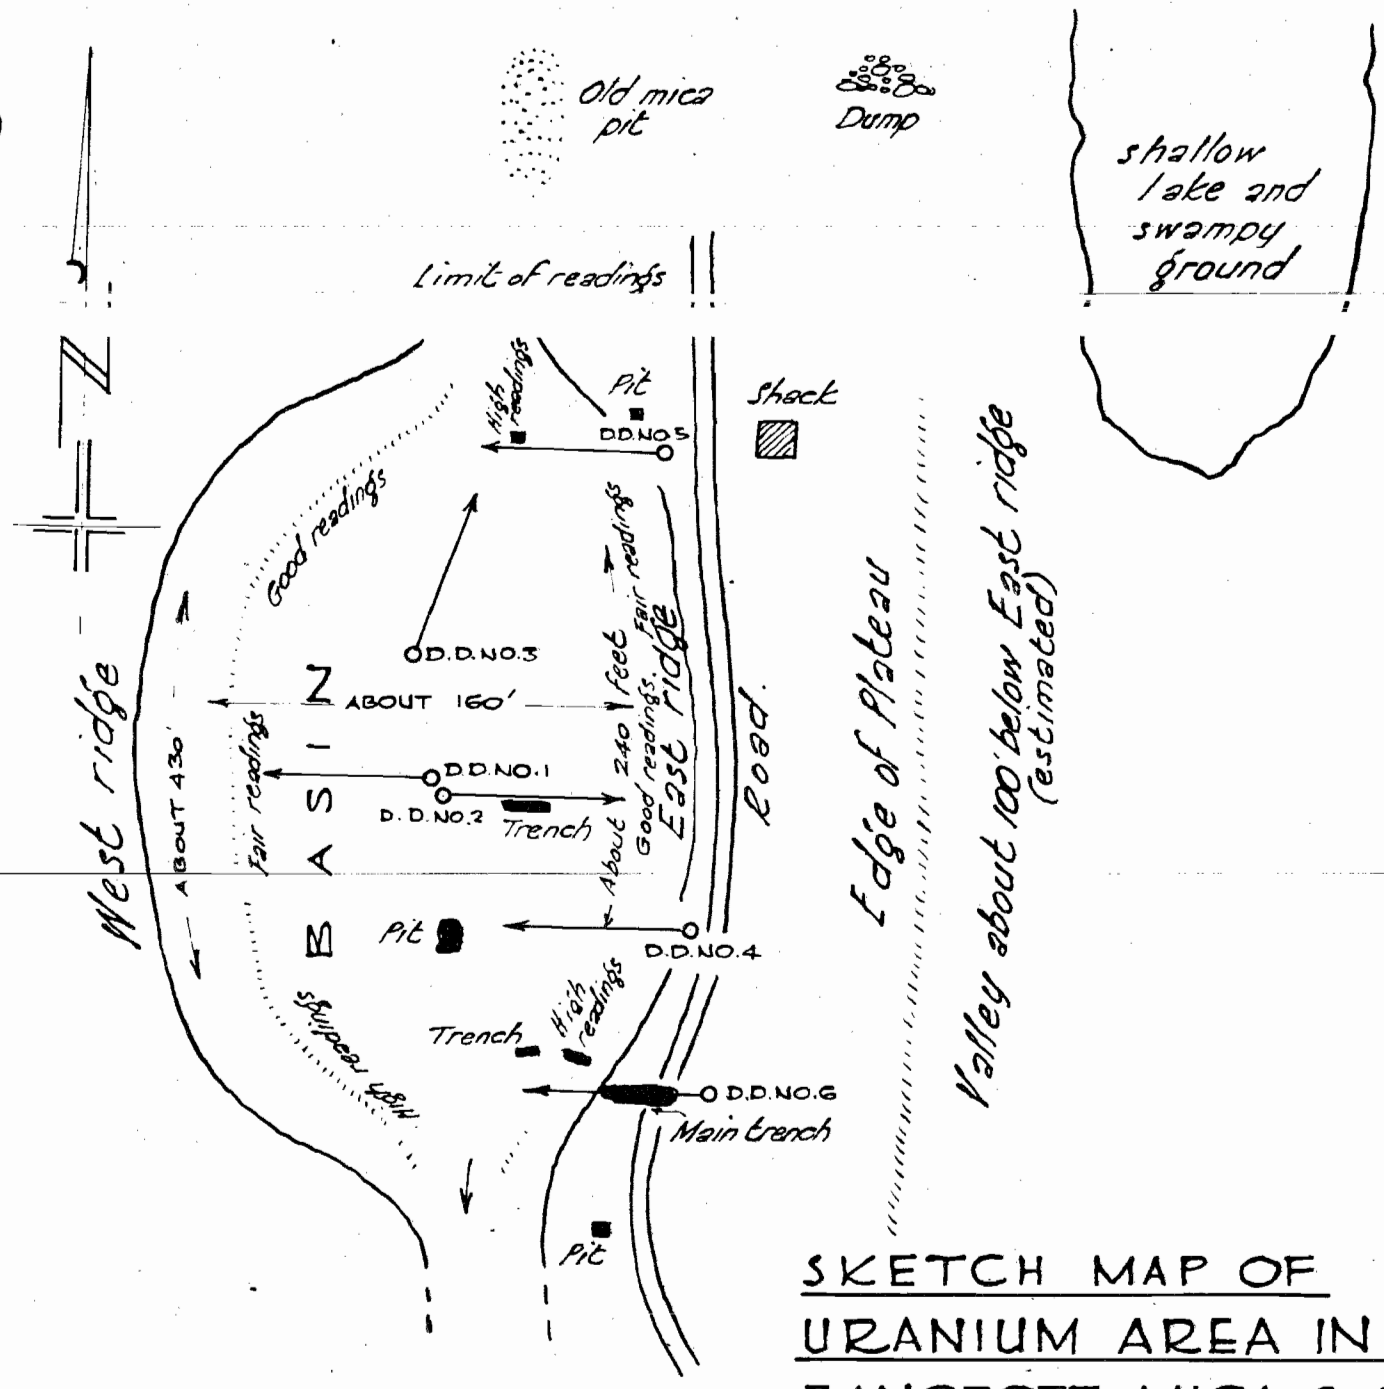 Old mica
pit
Dump
shallow
lake and
swampy
ground
Limit of readings
N
High
readings
Pit
D.D.NO.5
Shack
Good readings
Fair readings
D.D.NO.3
ABOUT 160'
About 240 feet
Good readings.
East ridge
Road.
Edge of Plateau
Valley about 100' below East ridge
(estimated)
West ridge
ABOUT 430'
Fair readings
BASIN
D.D.NO.1
D.D.NO.2
Trench
Pit
D.D.NO.4
High readings
Trench
High
readings
D.D.NO.6
Main trench
Pit
SKETCH MAP OF
URANIUM AREA IN